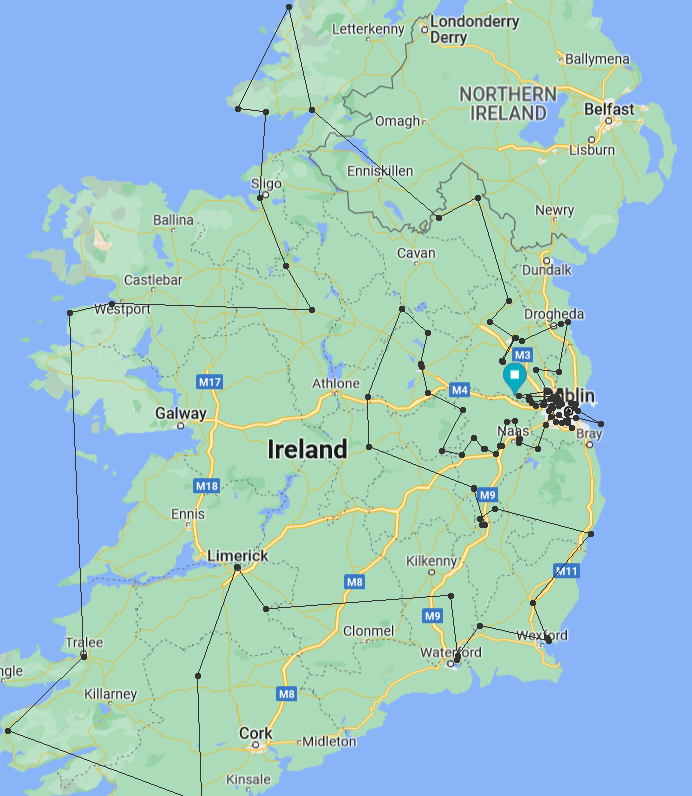 Letterkenny
Londonderry
Derry
Ballymena
NORTHERN
IRELAND
Belfast
Omagh
Lisburn
Enniskillen
Sligo
Newry
Ballina
Cavan
Dundalk
Castlebar
Westport
Drogheda
M3
M17
Athlone
M4
Dublin
Galway
Naas
Bray
Ireland
M18
M9
Ennis
Limerick
Kilkenny
M11
M8
M9
Clonmel
Wexford
Tralee
Waterford
ngle
Killarney
M8
Cork
Midleton
Kinsale